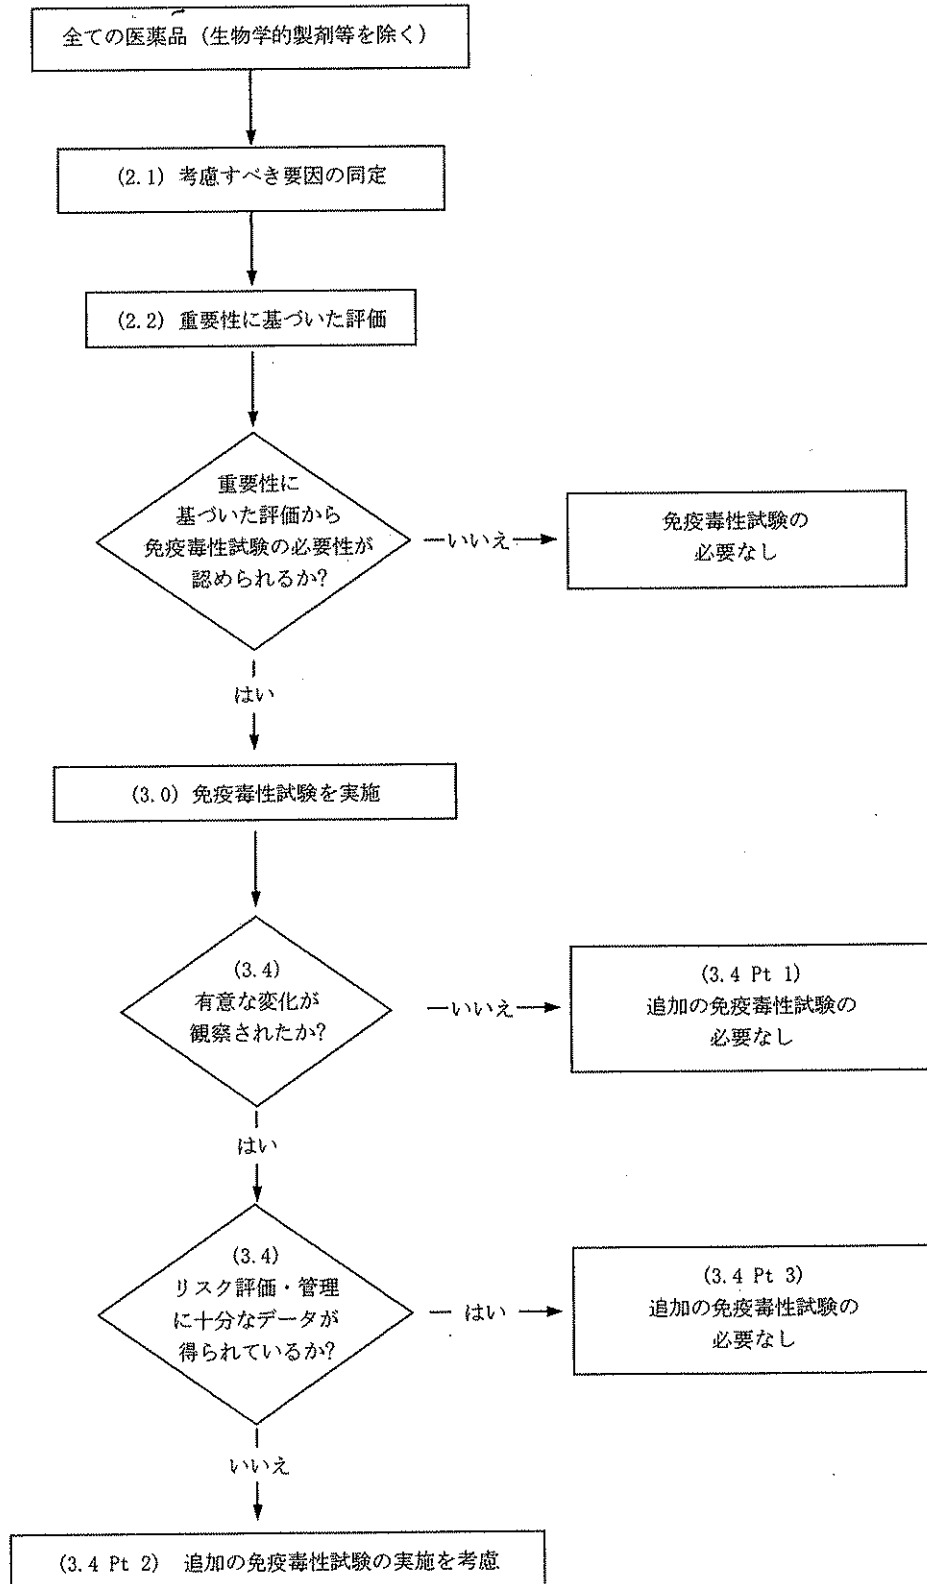 全ての医薬品（生物学的製剤等を除く）
(2.1) 考慮すべき要因の同定
(2.2) 重要性に基づいた評価
重要性に
基づいた評価から
免疫毒性試験の必要性が
認められるか?
いいえ
免疫毒性試験の
必要なし
はい
(3.0) 免疫毒性試験を実施
(3.4)
有意な変化が
観察されたか?
いいえ
(3.4 Pt 1)
追加の免疫毒性試験の
必要なし
はい
(3.4)
リスク評価・管理
に十分なデータが
得られているか?
はい
(3.4 Pt 3)
追加の免疫毒性試験の
必要なし
いいえ
(3.4 Pt 2) 追加の免疫毒性試験の実施を考慮